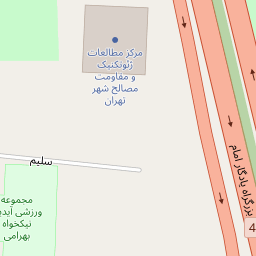 مرکز مطالعات
ژئوتکنیک
و مقاومت
مصالح شهر
تهران
سلیم
بزرگراه یادگار امام
4
مجموعه
ورزشی آیدی
نیکخواه
بهرامی